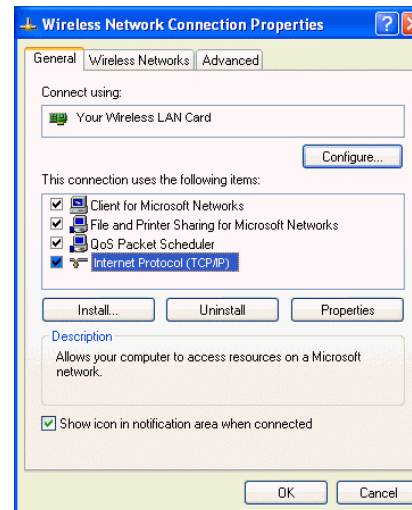 Wireless Network Connection Properties
General Wireless Networks Advanced
Connect using:
Your Wireless LAN Card
Configure...
This connection uses the following items:
Client for Microsoft Networks
File and Printer Sharing for Microsoft Networks
QoS Packet Scheduler
Internet Protocol (TCP/IP)
Install... Uninstall Properties
Description
Allows your computer to access resources on a Microsoft
network.
Show icon in notification area when connected
OK Cancel